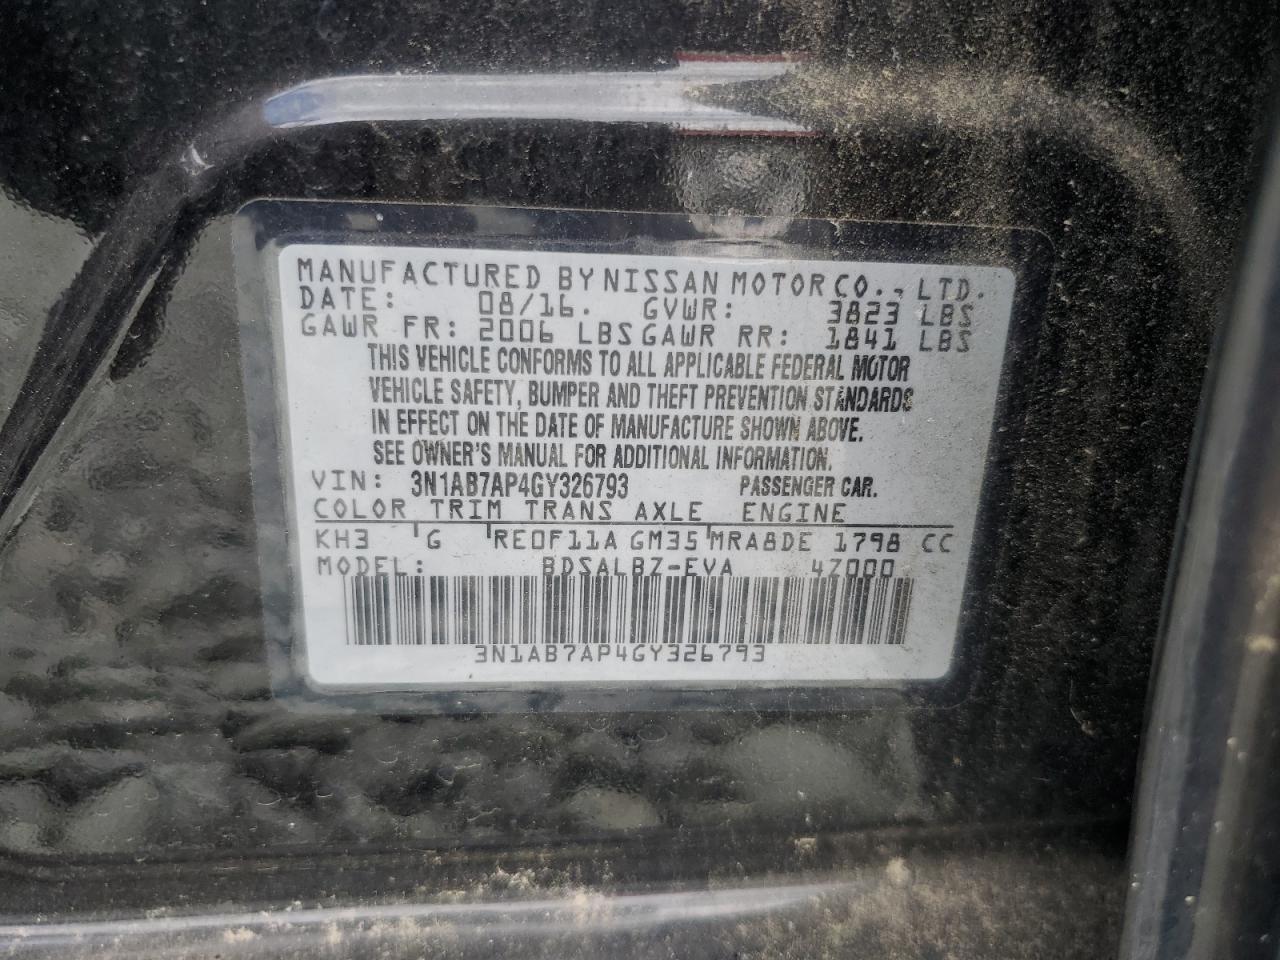 MANUFACTURED BY NISSAN MOTOR CO., LTD.
DATE: 08/16. GVWR: 3823 LBS
GAWR FR: 2006 LBS GAWR RR: 1841 LBS
THIS VEHICLE CONFORMS TO ALL APPLICABLE FEDERAL MOTOR
VEHICLE SAFETY, BUMPER AND THEFT PREVENTION STANDARDS
IN EFFECT ON THE DATE OF MANUFACTURE SHOWN ABOVE.
SEE OWNER'S MANUAL FOR ADDITIONAL INFORMATION.
VIN: 3N1AB7AP4GY326793 PASSENGER CAR.
COLOR TRIM TRANS AXLE ENGINE
KH3 G RE0F11A GM35 MRA8DE 1798 CC
MODEL: BDSALBZ-EVA 47000
3N1AB7AP4GY326793